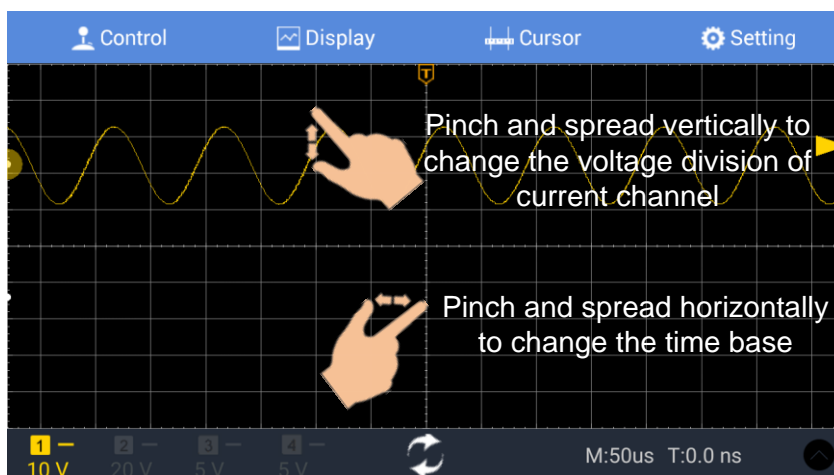 Control Display Cursor Setting
T
Pinch and spread vertically to
change the voltage division of
current channel
Pinch and spread horizontally
to change the time base
1 2 3 4
10 V 20 V 5 V 5 V M:50us T:0.0 ns